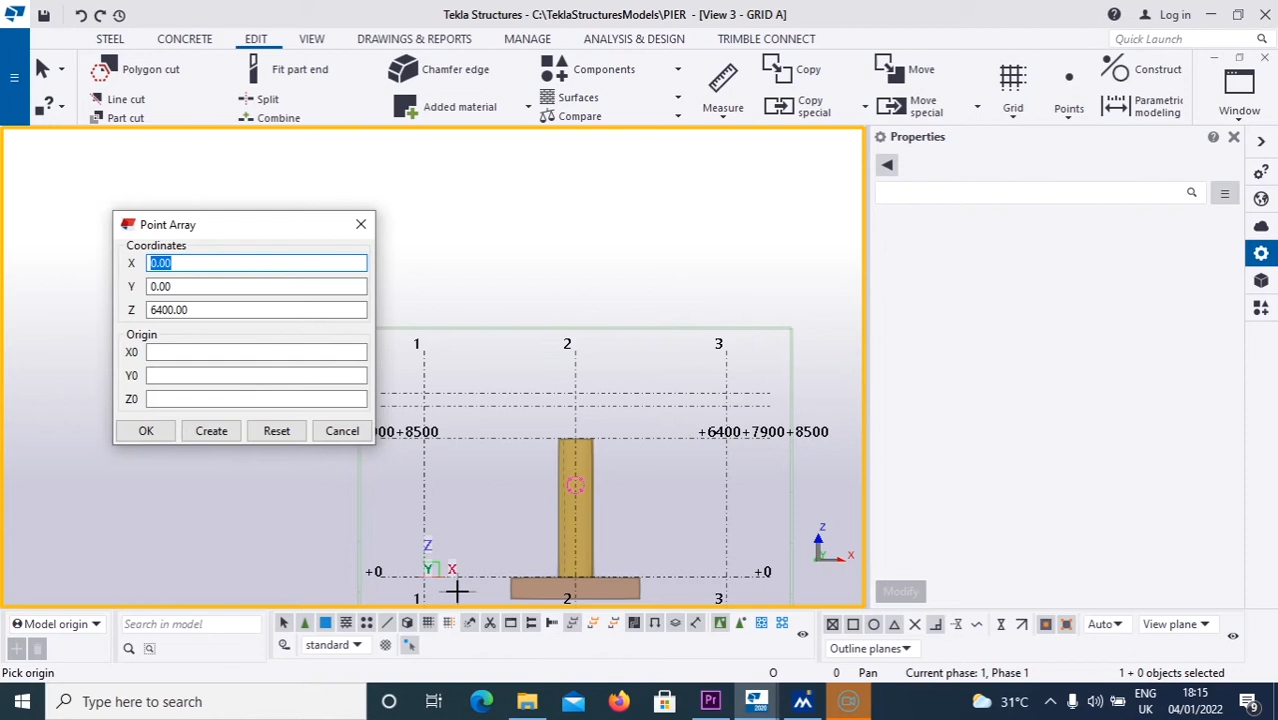 Tekla Structures - C:\TeklaStructuresModels\PIER - [View 3 - GRID A]
Log in
STEEL
CONCRETE
EDIT
VIEW
DRAWINGS & REPORTS
MANAGE
ANALYSIS & DESIGN
TRIMBLE CONNECT
Quick Launch
Polygon cut
Fit part end
Chamfer edge
Components
Copy
Move
Construct
Line cut
Split
Added material
Surfaces
Measure
Copy special
Move special
Grid
Points
Parametric modeling
Window
Part cut
Combine
Compare
Properties
Point Array
Coordinates
X 0.00
Y 0.00
Z 6400.00
Origin
X0
Y0
Z0
OK
Create
Reset
Cancel
1 2 3
+8500
+6400+7900+8500
Z
Y X
+0
+0
1 2 3
Z
X
Y
Modify
Model origin
Search in model
standard
Auto
View plane
Outline planes
Pick origin
O 0 Pan Current phase: 1, Phase 1 1 + 0 objects selected
Type here to search
31°C
ENG
UK
18:15
04/01/2022
9